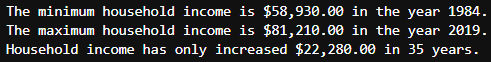 The minimum household income is $58,930.00 in the year 1984.
The maximum household income is $81,210.00 in the year 2019.
Household income has only increased $22,280.00 in 35 years.